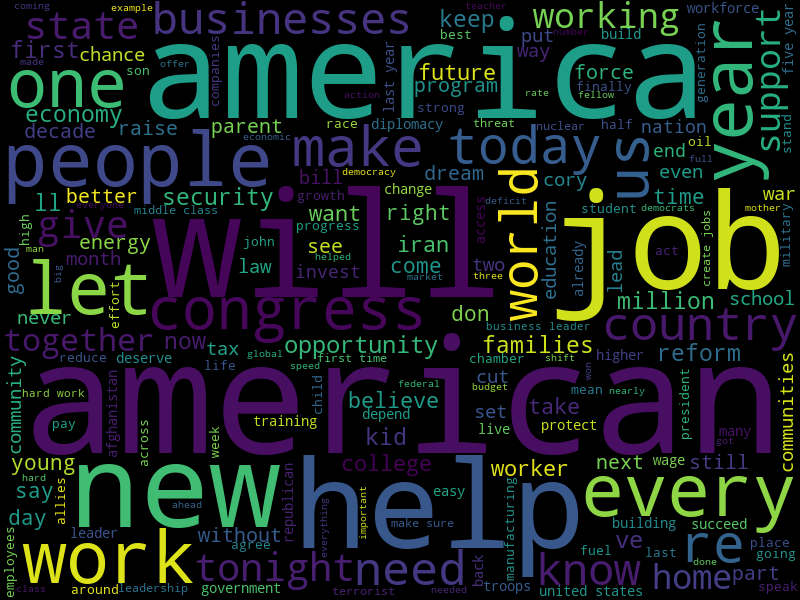 coming
example
teacher
workforce
state
businesses
keep
working
first
chance
one
america
best
put
build
way
number
made
son
offer
companies
last year
future
force
generation
program
finally
year
support
five year
stand
economy
action
strong
rate
fellow
decade
raise
parent
race
diplomacy
threat
nuclear
half
nation
oil
people
economic
make
today
us
end
full
democracy
better
ll
security
bill
growth
change
dream
world
cory
even
time
war
everyone
middle class
want
right
access
deficit
student
democrats
mother
high
give
will
progress
job
man
energy
john
see
iran
education
already
lead
create jobs
act
military
good
month
helped
law
invest
come
two
big
let
market
three
never
effort
congress
don
million
school
business leader
together
now
opportunity
families
country
reduce
deserve
tax
global
first time
chamber
shift
higher
reform
life
speed
american
federal
cut
budget
won
nearly
community
hard work
afghanistan
child
believe
set
take
mean
president
communities
pay
training
depend
live
protect
many
across
week
kid
got
young
hard
college
worker
next
wage
still
say
allies
new
republican
easy
help
every
day
ahead
important
everything
manufacturing
building
succeed
leader
without
make sure
employees
work
agree
ve
re
last
place
going
fuel
tonight
need
back
know
done
home
part
class
around
leadership
government
terrorist
needed
troops
united states
speak